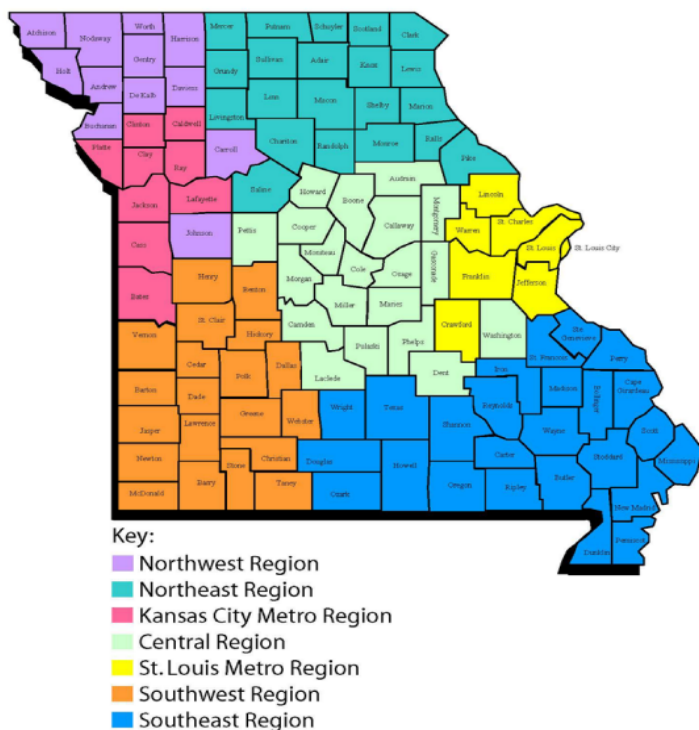 Atchison
Nodaway
Worth
Harrison
Mercer
Putnam
Schuyler
Scotland
Clark
Holt
Andrew
Gentry
De Kalb
Daviess
Grundy
Sullivan
Adair
Knox
Lewis
Buchanan
Clinton
Caldwell
Livingston
Linn
Macon
Shelby
Marion
Platte
Clay
Ray
Carroll
Chariton
Randolph
Monroe
Ralls
Pike
Jackson
Lafayette
Saline
Howard
Boone
Audrain
Callaway
Montgomery
Lincoln
Warren
St. Charles
St. Louis
St. Louis City
Cass
Johnson
Pettis
Cooper
Moniteau
Cole
Osage
Gasconade
Franklin
Jefferson
Bates
Henry
Benton
Morgan
Miller
Maries
Crawford
Washington
St. Clair
Hickory
Camden
Pulaski
Phelps
Dent
Iron
St. Francois
Ste
Genevieve
Perry
Vernon
Cedar
Polk
Dallas
Laclede
Barton
Dade
Greene
Webster
Wright
Texas
Shannon
Reynolds
Madison
Bollinger
Cape
Girardeau
Jasper
Lawrence
Christian
Douglas
Howell
Carter
Wayne
Stoddard
Scott
Mississippi
Newton
McDonald
Barry
Stone
Taney
Ozark
Oregon
Ripley
Butler
New Madrid
Pemiscot
Dunklin
Key:
Northwest Region
Northeast Region
Kansas City Metro Region
Central Region
St. Louis Metro Region
Southwest Region
Southeast Region